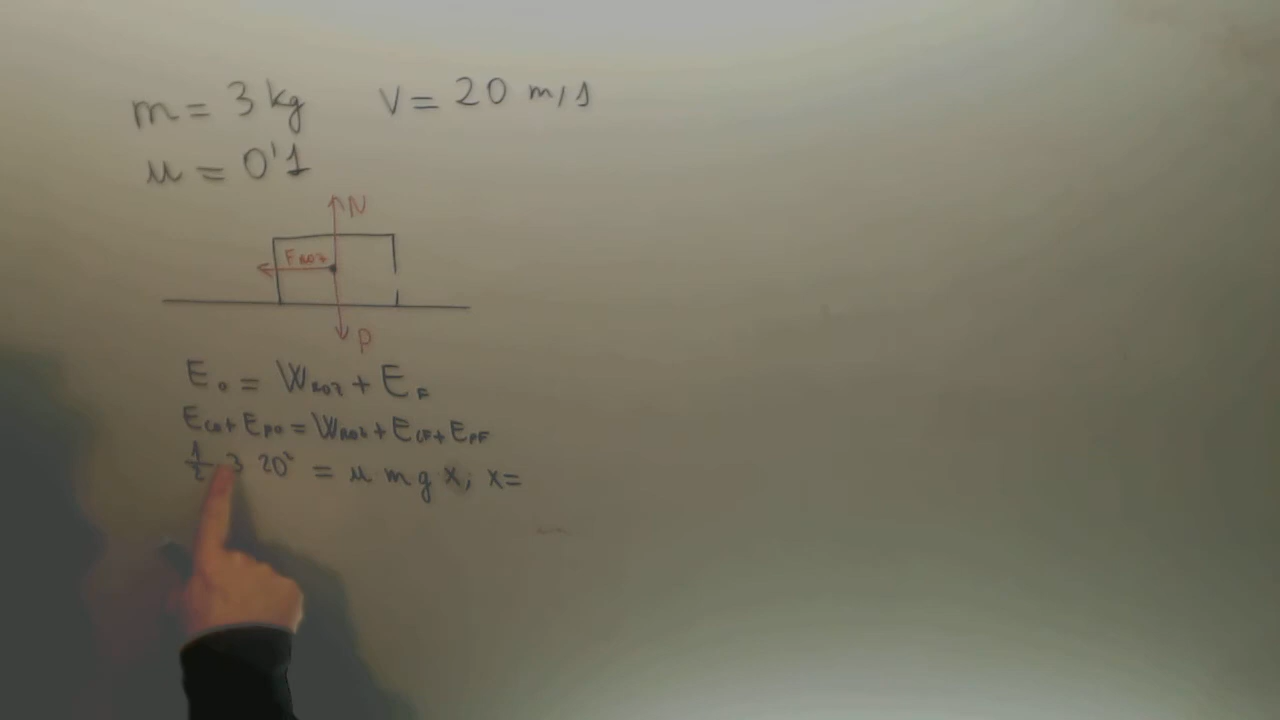 m = 3 kg v = 20 m/s
μ = 0'1
N
FROZ
P
E0 = WROZ + EF
EC0 + EP0 = WROZ + ECF + EPF
1/2 3 20² = μ m g x; x =